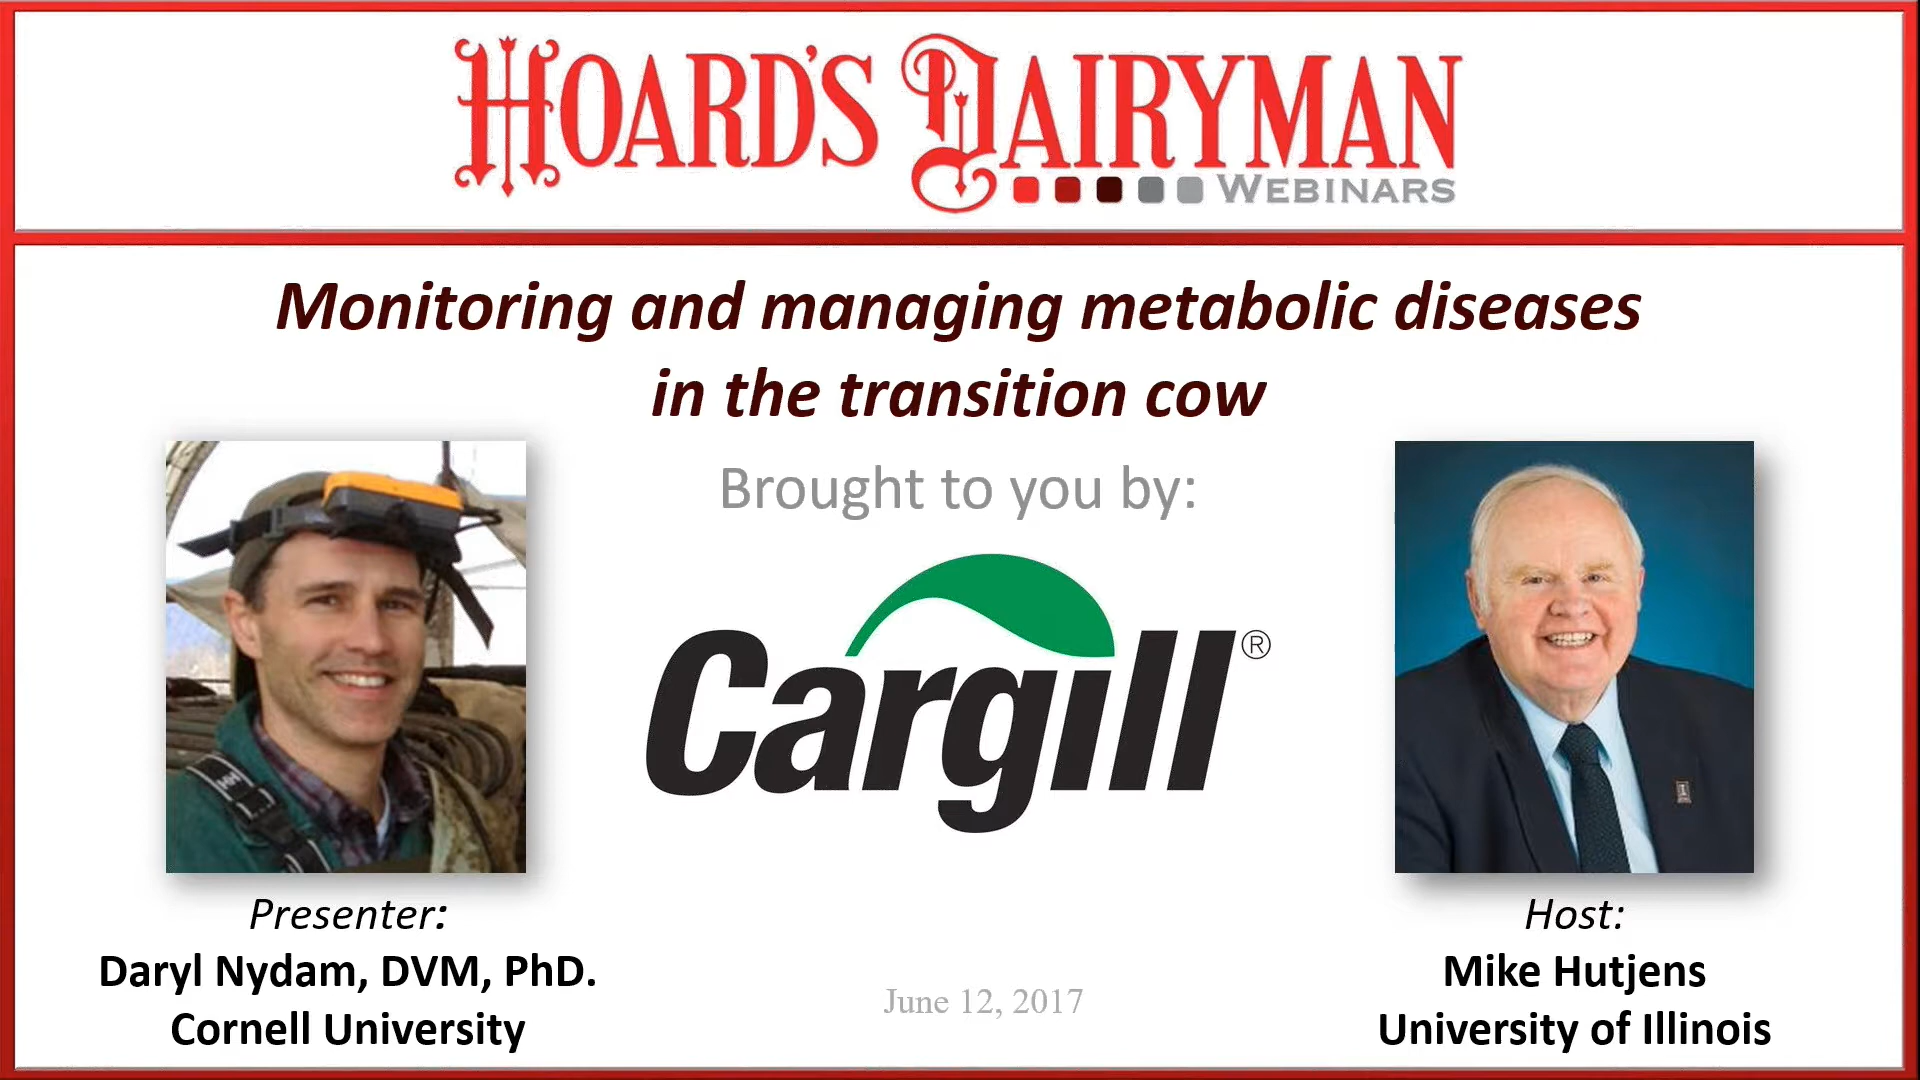 HOARD'S DAIRYMAN
WEBINARS
Monitoring and managing metabolic diseases
in the transition cow
Brought to you by:
Cargill®
Presenter:
Daryl Nydam, DVM, PhD.
Cornell University
June 12, 2017
Host:
Mike Hutjens
University of Illinois